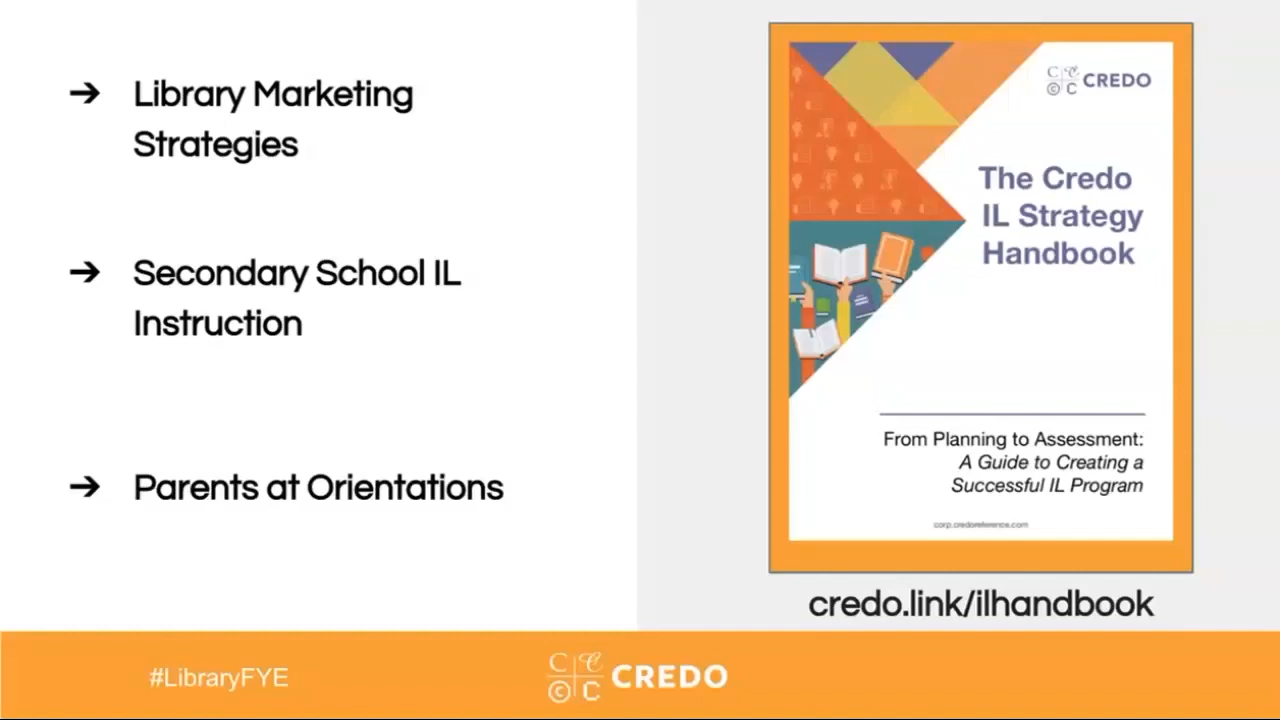 ➔ Library Marketing
Strategies
➔ Secondary School IL
Instruction
➔ Parents at Orientations
CREDO
The Credo
IL Strategy
Handbook
From Planning to Assessment:
A Guide to Creating a
Successful IL Program
corp.credoreference.com
credo.link/ilhandbook
#LibraryFYE
CREDO